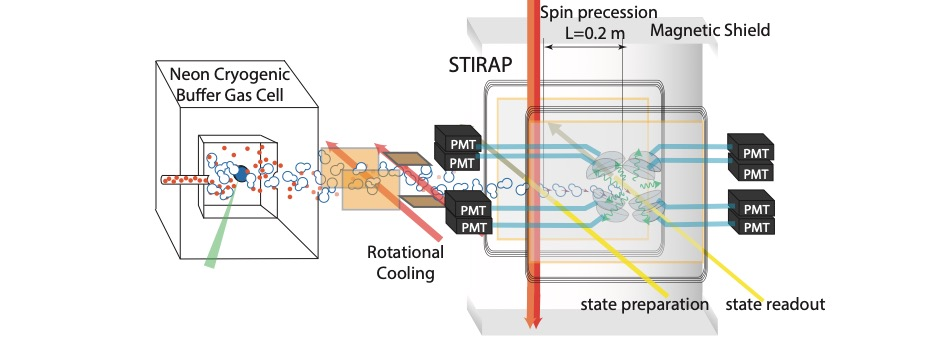 Spin precession
L=0.2 m
Magnetic Shield
STIRAP
Neon Cryogenic
Buffer Gas Cell
PMT
PMT
PMT
PMT
PMT
PMT
PMT
PMT
Rotational
Cooling
state preparation
state readout